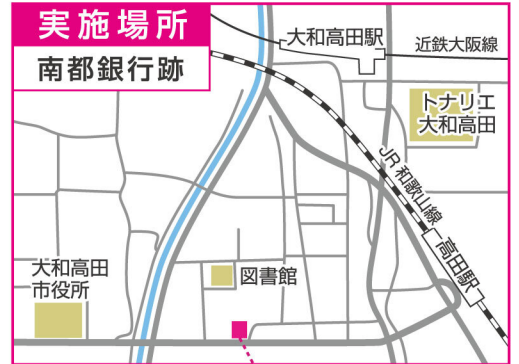 実施場所
南都銀行跡
大和高田駅
近鉄大阪線
トナリエ
大和高田
JR和歌山線
高田駅
大和高田
市役所
図書館